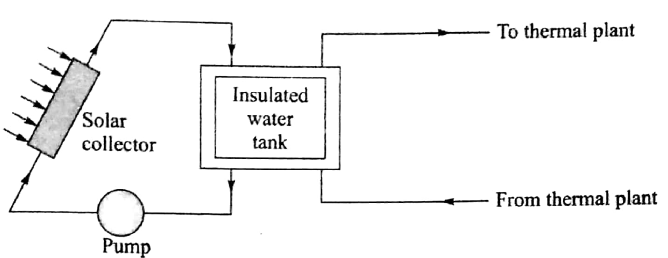 To thermal plant
Insulated
water
tank
Solar
collector
From thermal plant
Pump